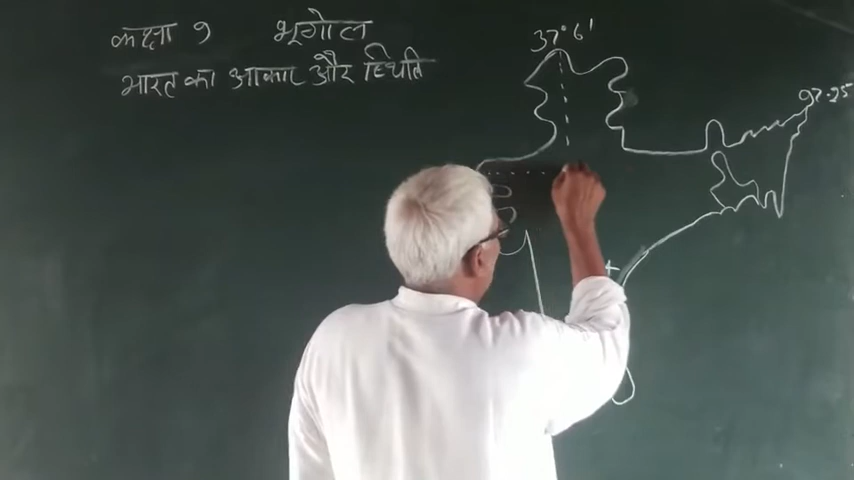 कक्षा 9 भूगोल
भारत का आकार और स्थिति
37°6'
97.25